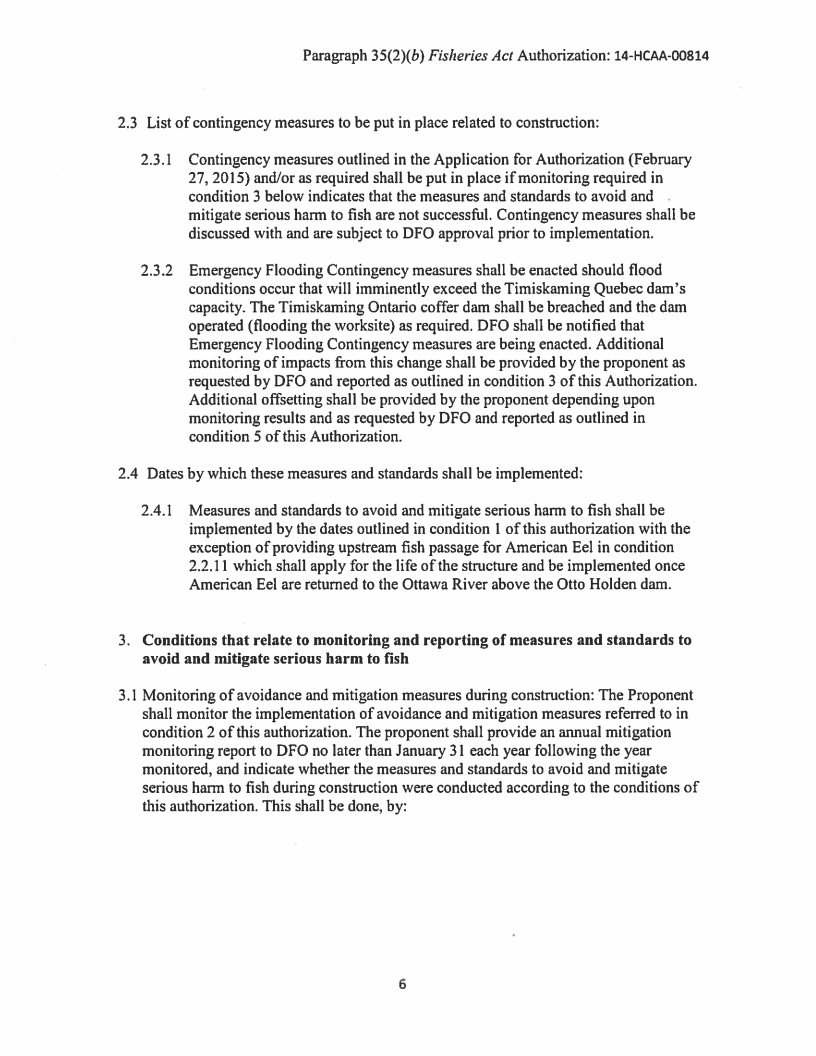 Paragraph 35(2)(b) Fisheries Act Authorization: 14-HCAA-00814
2.3 List of contingency measures to be put in place related to construction:
2.3.1 Contingency measures outlined in the Application for Authorization (February
27, 2015) and/or as required shall be put in place if monitoring required in
condition 3 below indicates that the measures and standards to avoid and
mitigate serious harm to fish are not successful. Contingency measures shall be
discussed with and are subject to DFO approval prior to implementation.
2.3.2 Emergency Flooding Contingency measures shall be enacted should flood
conditions occur that will imminently exceed the Timiskaming Quebec dam's
capacity. The Timiskaming Ontario coffer dam shall be breached and the dam
operated (flooding the worksite) as required. DFO shall be notified that
Emergency Flooding Contingency measures are being enacted. Additional
monitoring of impacts from this change shall be provided by the proponent as
requested by DFO and reported as outlined in condition 3 of this Authorization.
Additional offsetting shall be provided by the proponent depending upon
monitoring results and as requested by DFO and reported as outlined in
condition 5 of this Authorization.
2.4 Dates by which these measures and standards shall be implemented:
2.4.1 Measures and standards to avoid and mitigate serious harm to fish shall be
implemented by the dates outlined in condition 1 of this authorization with the
exception of providing upstream fish passage for American Eel in condition
2.2.11 which shall apply for the life of the structure and be implemented once
American Eel are returned to the Ottawa River above the Otto Holden dam.
3. Conditions that relate to monitoring and reporting of measures and standards to
avoid and mitigate serious harm to fish
3.1 Monitoring of avoidance and mitigation measures during construction: The Proponent
shall monitor the implementation of avoidance and mitigation measures referred to in
condition 2 of this authorization. The proponent shall provide an annual mitigation
monitoring report to DFO no later than January 31 each year following the year
monitored, and indicate whether the measures and standards to avoid and mitigate
serious harm to fish during construction were conducted according to the conditions of
this authorization. This shall be done, by:
6